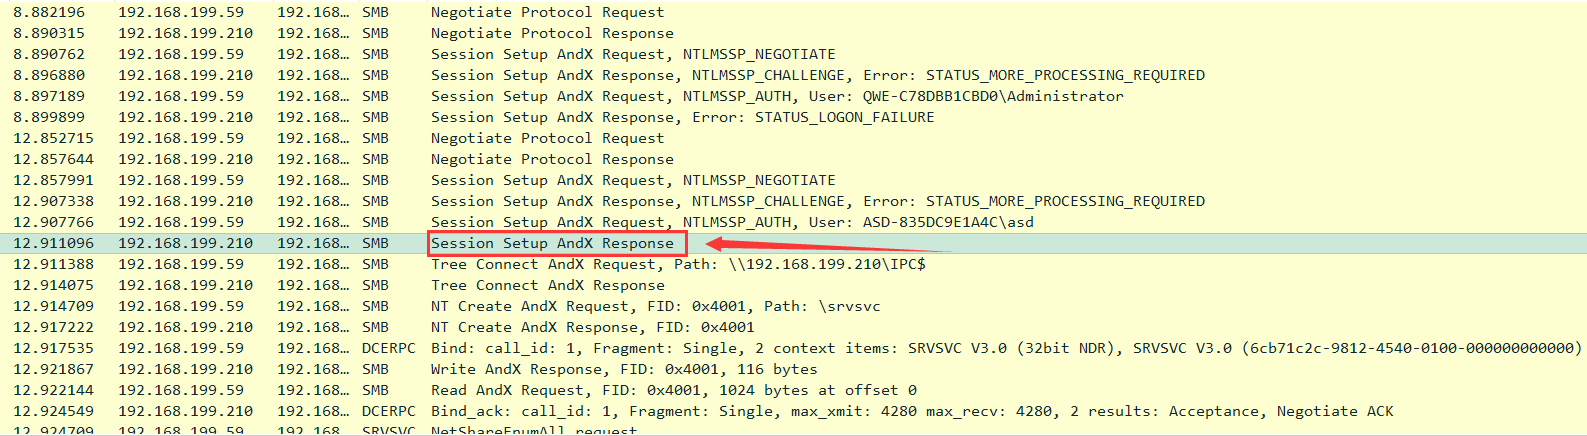 8.882196 192.168.199.59 192.168… SMB Negotiate Protocol Request
8.890315 192.168.199.210 192.168… SMB Negotiate Protocol Response
8.890762 192.168.199.59 192.168… SMB Session Setup AndX Request, NTLMSSP_NEGOTIATE
8.896880 192.168.199.210 192.168… SMB Session Setup AndX Response, NTLMSSP_CHALLENGE, Error: STATUS_MORE_PROCESSING_REQUIRED
8.897189 192.168.199.59 192.168… SMB Session Setup AndX Request, NTLMSSP_AUTH, User: QWE-C78DBB1CBD0\Administrator
8.899899 192.168.199.210 192.168… SMB Session Setup AndX Response, Error: STATUS_LOGON_FAILURE
12.852715 192.168.199.59 192.168… SMB Negotiate Protocol Request
12.857644 192.168.199.210 192.168… SMB Negotiate Protocol Response
12.857991 192.168.199.59 192.168… SMB Session Setup AndX Request, NTLMSSP_NEGOTIATE
12.907338 192.168.199.210 192.168… SMB Session Setup AndX Response, NTLMSSP_CHALLENGE, Error: STATUS_MORE_PROCESSING_REQUIRED
12.907766 192.168.199.59 192.168… SMB Session Setup AndX Request, NTLMSSP_AUTH, User: ASD-835DC9E1A4C\asd
12.911096 192.168.199.210 192.168… SMB Session Setup AndX Response
12.911388 192.168.199.59 192.168… SMB Tree Connect AndX Request, Path: \\192.168.199.210\IPC$
12.914075 192.168.199.210 192.168… SMB Tree Connect AndX Response
12.914709 192.168.199.59 192.168… SMB NT Create AndX Request, FID: 0x4001, Path: \srvsvc
12.917222 192.168.199.210 192.168… SMB NT Create AndX Response, FID: 0x4001
12.917535 192.168.199.59 192.168… DCERPC Bind: call_id: 1, Fragment: Single, 2 context items: SRVSVC V3.0 (32bit NDR), SRVSVC V3.0 (6cb71c2c-9812-4540-0100-000000000000)
12.921867 192.168.199.210 192.168… SMB Write AndX Response, FID: 0x4001, 116 bytes
12.922144 192.168.199.59 192.168… SMB Read AndX Request, FID: 0x4001, 1024 bytes at offset 0
12.924549 192.168.199.210 192.168… DCERPC Bind_ack: call_id: 1, Fragment: Single, max_xmit: 4280 max_recv: 4280, 2 results: Acceptance, Negotiate ACK
12.924709 192.168.199.59 192.168… SRVSVC NetShareEnumAll request